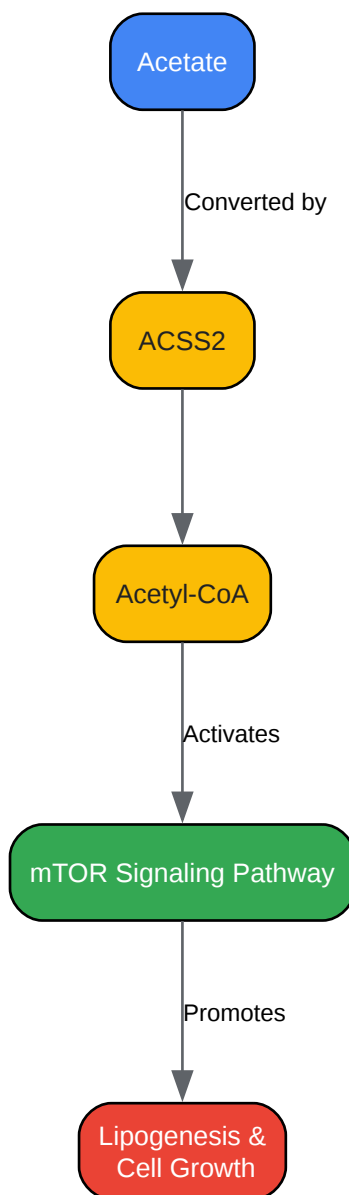 Acetate
Converted by
ACSS2
Acetyl-CoA
Activates
mTOR Signaling Pathway
Promotes
Lipogenesis &
Cell Growth